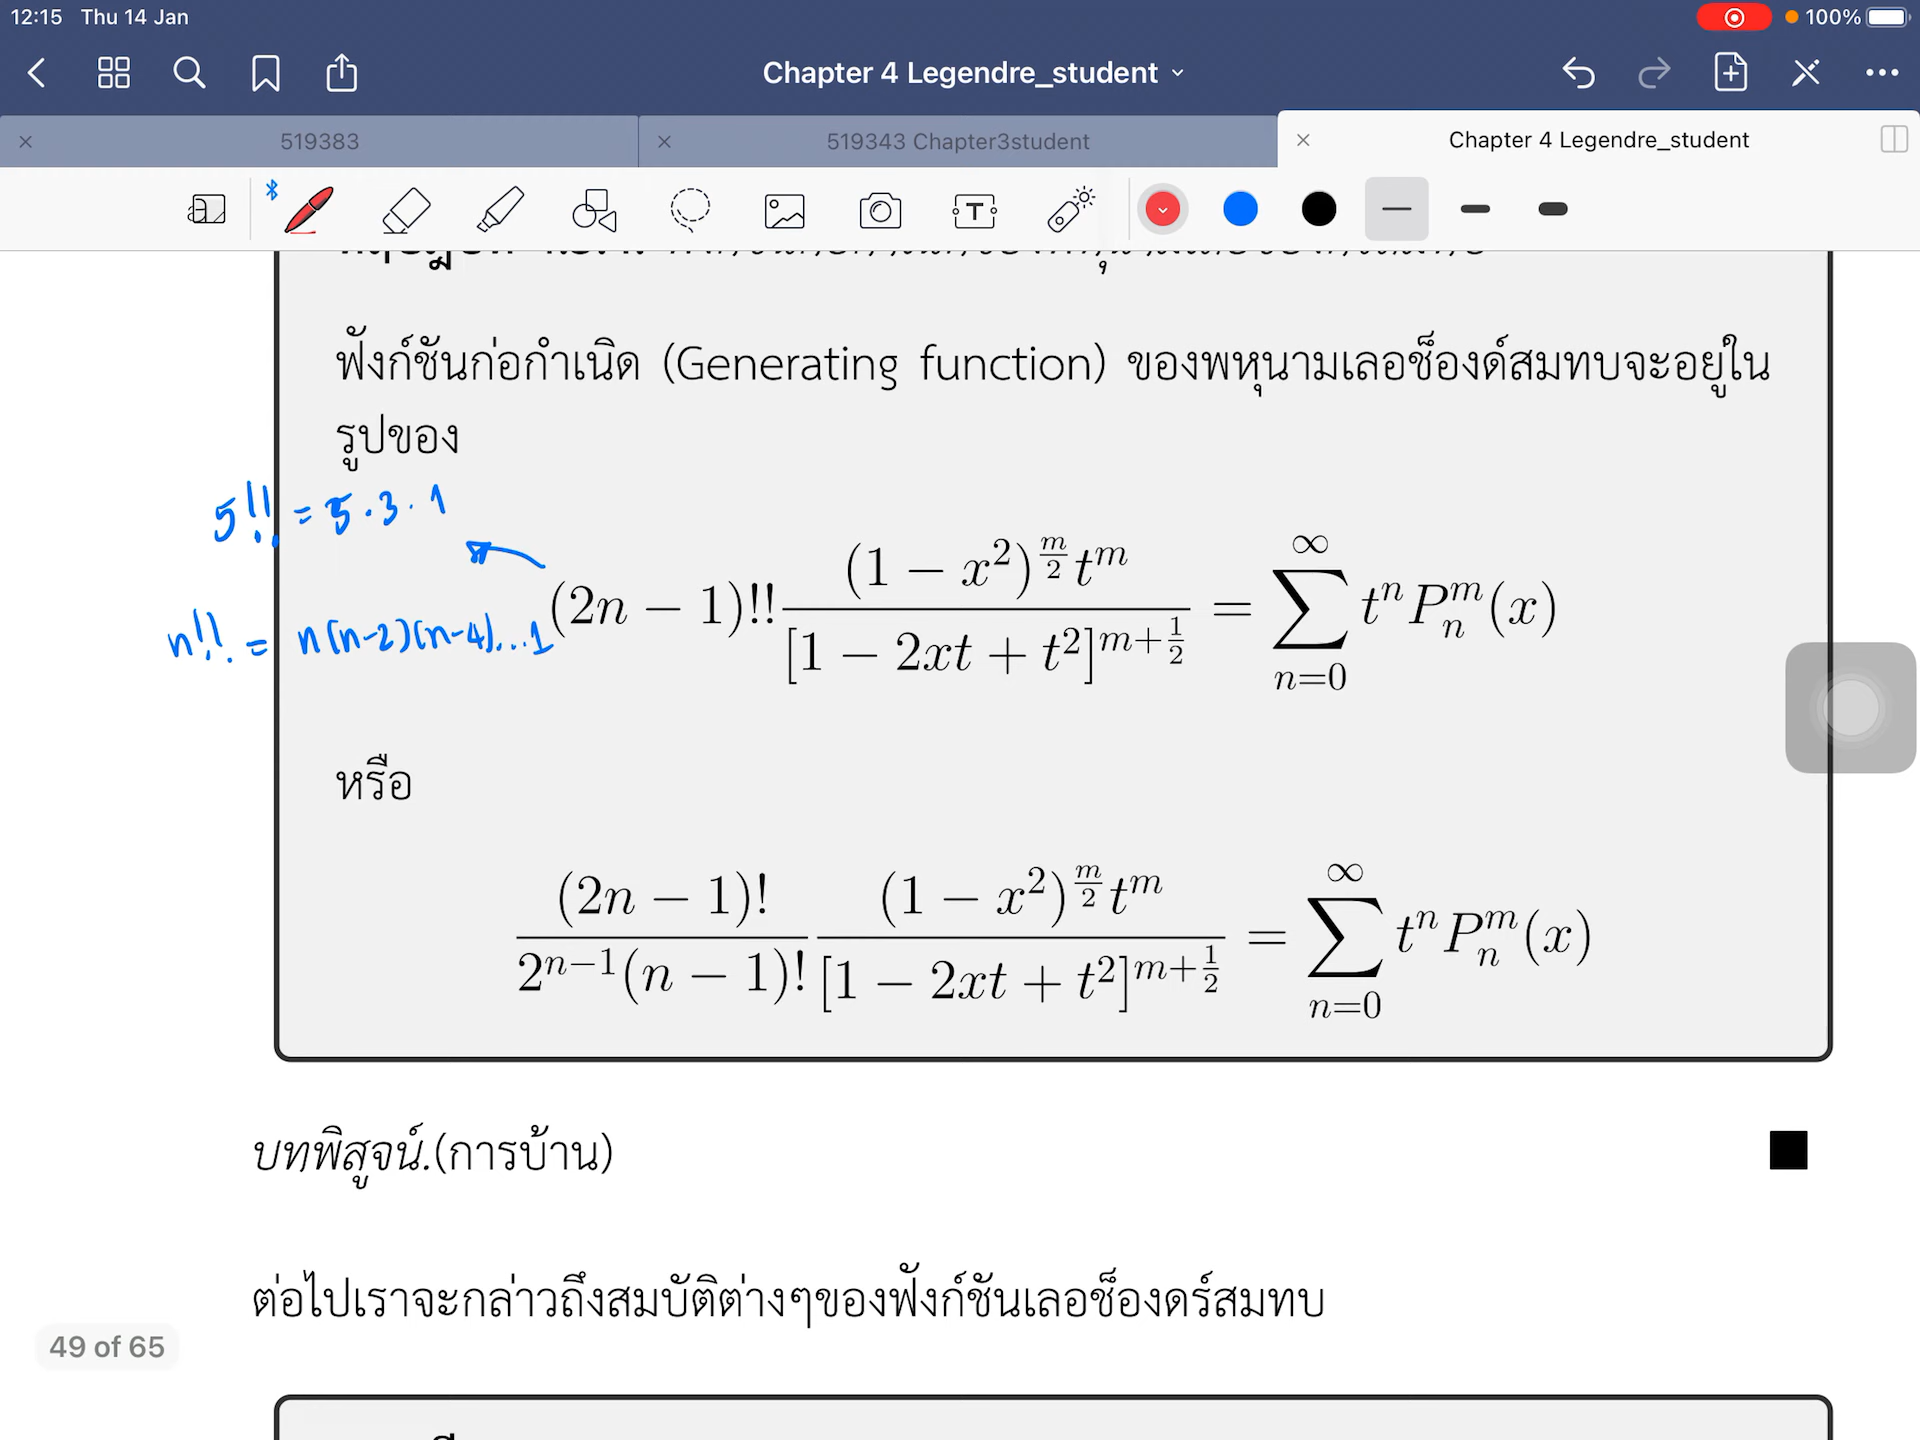 12:15 Thu 14 Jan 100%
Chapter 4 Legendre_student
519383
519343 Chapter3student
Chapter 4 Legendre_student
ฟังก์ชันก่อกำเนิด (Generating function) ของพหุนามเลอช็องด์สมทบจะอยู่ใน
รูปของ
5!! = 5·3·1
n!! = n(n-2)(n-4)...1
(2n − 1)!! (1 − x²)^{m/2} t^m / [1 − 2xt + t²]^{m+1/2} = ∑_{n=0}^{∞} t^n P_n^m(x)
หรือ
(2n − 1)! / 2^{n−1}(n − 1)! (1 − x²)^{m/2} t^m / [1 − 2xt + t²]^{m+1/2} = ∑_{n=0}^{∞} t^n P_n^m(x)
บทพิสูจน์.(การบ้าน)
ต่อไปเราจะกล่าวถึงสมบัติต่างๆของฟังก์ชันเลอช็องดร์สมทบ
49 of 65